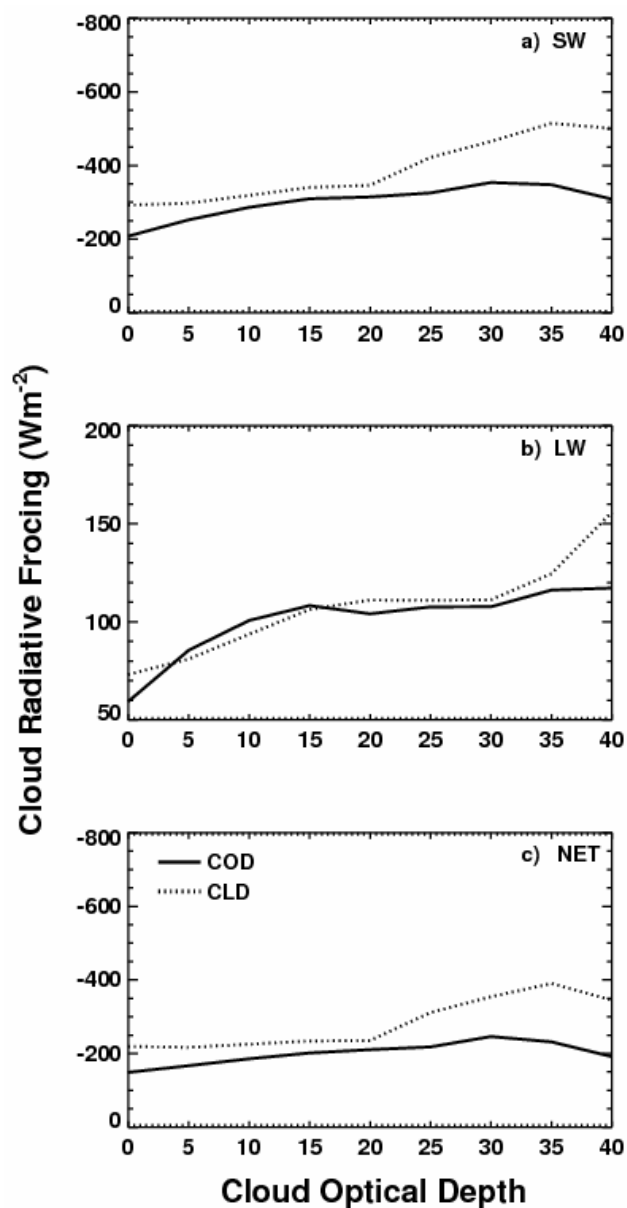 Cloud Radiative Frocing (Wm-2)
a) SW
-800
-600
-400
-200
0
0 5 10 15 20 25 30 35 40
b) LW
200
150
100
50
0 5 10 15 20 25 30 35 40
c) NET
COD
CLD
-800
-600
-400
-200
0
0 5 10 15 20 25 30 35 40
Cloud Optical Depth